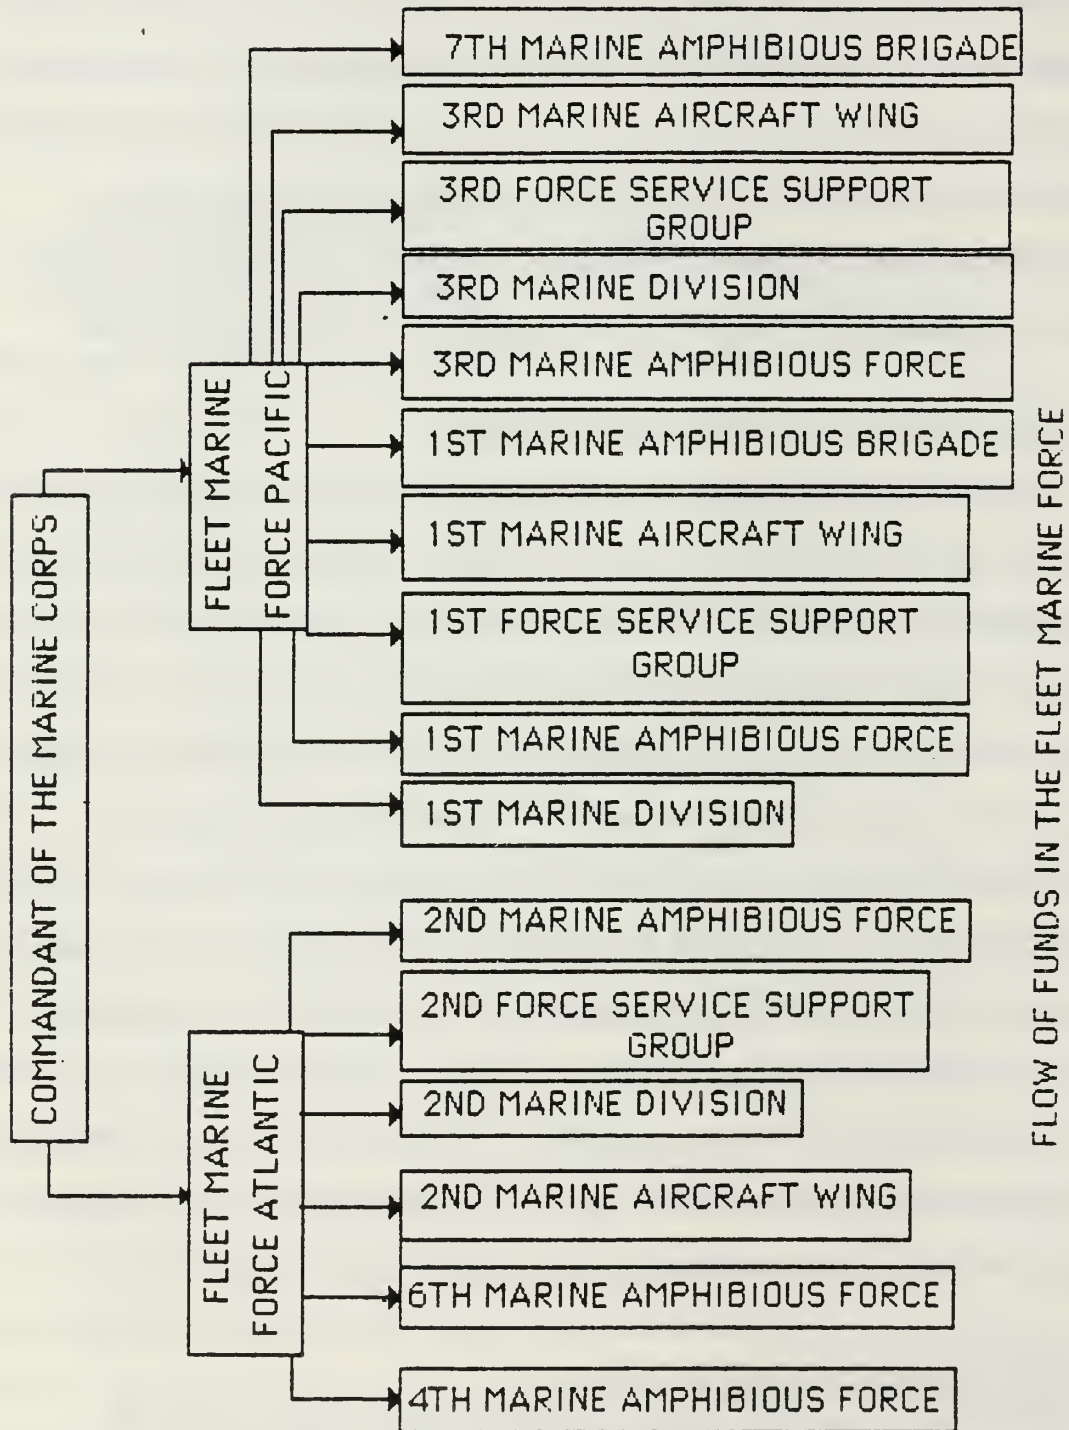 7TH MARINE AMPHIBIOUS BRIGADE
3RD MARINE AIRCRAFT WING
3RD FORCE SERVICE SUPPORT
GROUP
3RD MARINE DIVISION
3RD MARINE AMPHIBIOUS FORCE
1ST MARINE AMPHIBIOUS BRIGADE
1ST MARINE AIRCRAFT WING
1ST FORCE SERVICE SUPPORT
GROUP
1ST MARINE AMPHIBIOUS FORCE
1ST MARINE DIVISION
FLEET MARINE
FORCE PACIFIC
COMMANDANT OF THE MARINE CORPS
2ND MARINE AMPHIBIOUS FORCE
2ND FORCE SERVICE SUPPORT
GROUP
2ND MARINE DIVISION
2ND MARINE AIRCRAFT WING
6TH MARINE AMPHIBIOUS FORCE
4TH MARINE AMPHIBIOUS FORCE
FLEET MARINE
FORCE ATLANTIC
FLOW OF FUNDS IN THE FLEET MARINE FORCE